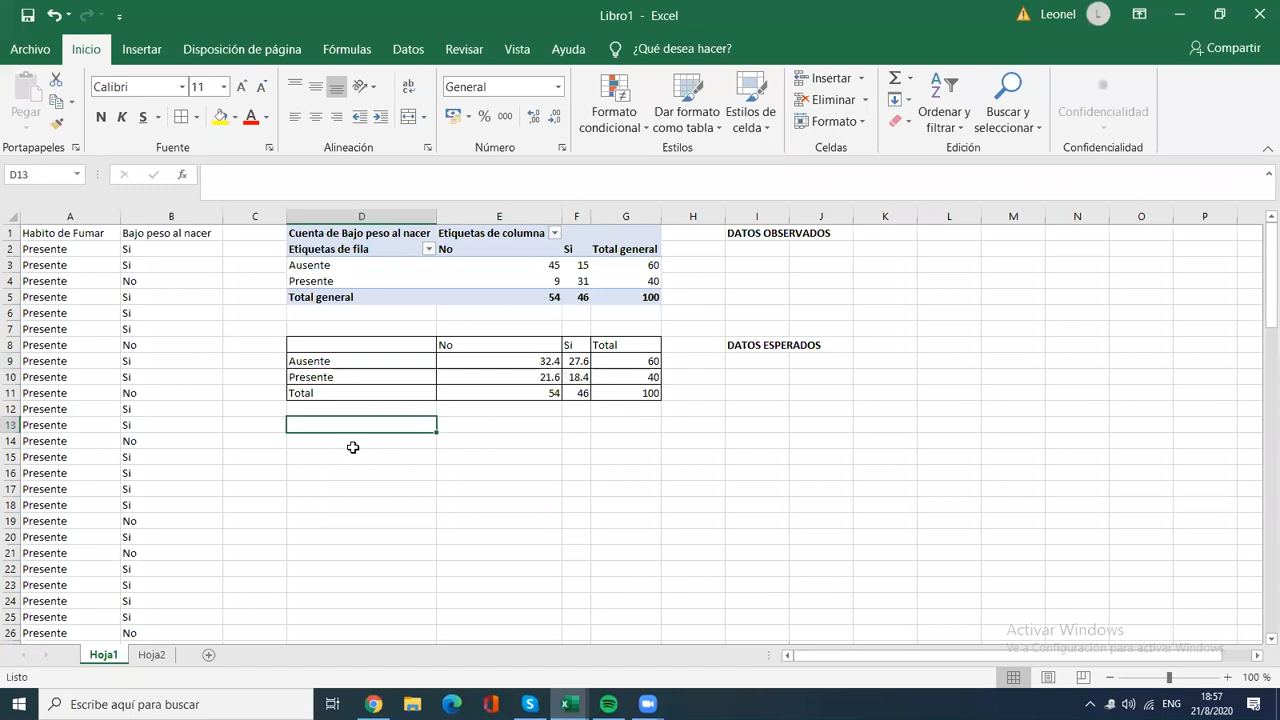 Libro1 - Excel
Leonel
L
Archivo Inicio Insertar Disposición de página Fórmulas Datos Revisar Vista Ayuda ¿Qué desea hacer? Compartir
Pegar
Calibri 11
General
Formato condicional
Dar formato como tabla
Estilos de celda
Insertar
Eliminar
Formato
Ordenar y filtrar
Buscar y seleccionar
Confidencialidad
N K S
% 000
Portapapeles Fuente Alineación Número Estilos Celdas Edición Confidencialidad
D13
A B C D E F G H I J K L M N O P
1 Habito de Fumar Bajo peso al nacer Cuenta de Bajo peso al nacer Etiquetas de columna DATOS OBSERVADOS
2 Presente Si Etiquetas de fila No Si Total general
3 Presente Si Ausente 45 15 60
4 Presente No Presente 9 31 40
5 Presente Si Total general 54 46 100
6 Presente Si
7 Presente Si
8 Presente No No Si Total DATOS ESPERADOS
9 Presente Si Ausente 32.4 27.6 60
10 Presente Si Presente 21.6 18.4 40
11 Presente No Total 54 46 100
12 Presente Si
13 Presente Si
14 Presente No
15 Presente Si
16 Presente Si
17 Presente Si
18 Presente Si
19 Presente No
20 Presente Si
21 Presente No
22 Presente Si
23 Presente Si
24 Presente Si
25 Presente Si
26 Presente No
Activar Windows
Ve a Configuración para activar Windows.
Hoja1 Hoja2
Listo
100 %
Escribe aquí para buscar
ENG
18:57
21/8/2020